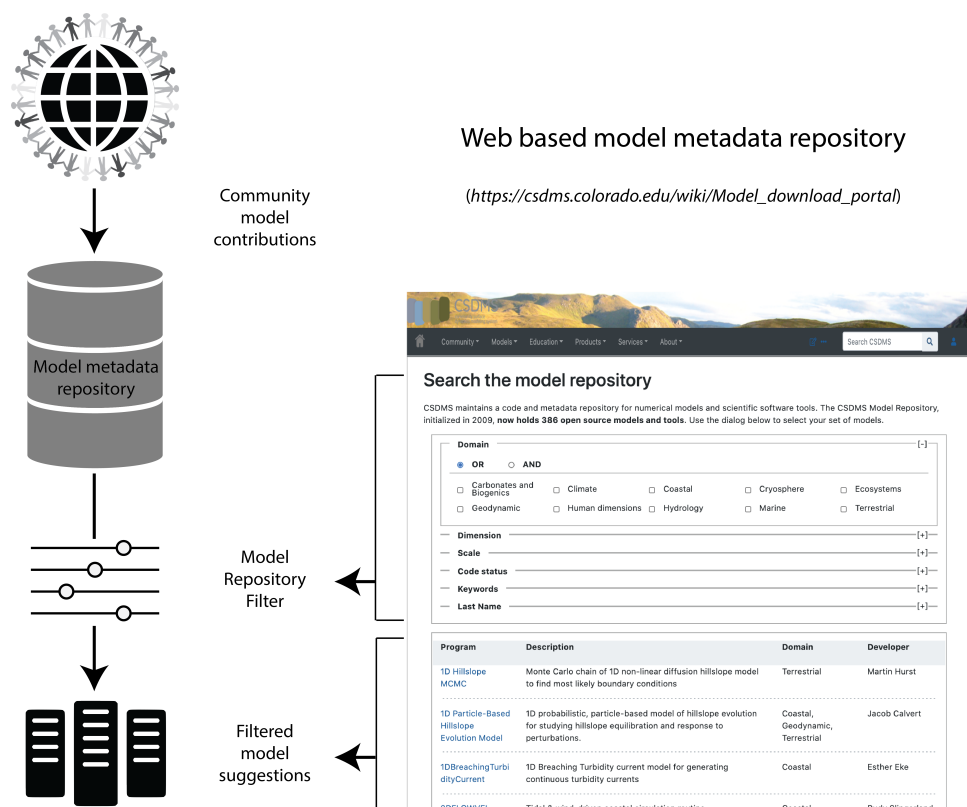 Web based model metadata repository
(https://csdms.colorado.edu/wiki/Model_download_portal)
Community
model
contributions
Model metadata
repository
Model
Repository
Filter
Filtered
model
suggestions
CSDMS
Community
Models
Education
Products
Services
About
Search CSDMS
Search the model repository
CSDMS maintains a code and metadata repository for numerical models and scientific software tools. The CSDMS Model Repository,
initialized in 2009, now holds 386 open source models and tools. Use the dialog below to select your set of models.
Domain [-]
OR AND
Carbonates and
Biogenics
Climate
Coastal
Cryosphere
Ecosystems
Geodynamic
Human dimensions
Hydrology
Marine
Terrestrial
Dimension [+]
Scale [+]
Code status [+]
Keywords [+]
Last Name [+]
Program Description Domain Developer
1D Hillslope
MCMC
Monte Carlo chain of 1D non-linear diffusion hillslope model
to find most likely boundary conditions
Terrestrial
Martin Hurst
1D Particle-Based
Hillslope
Evolution Model
1D probabilistic, particle-based model of hillslope evolution
for studying hillslope equilibration and response to
perturbations.
Coastal,
Geodynamic,
Terrestrial
Jacob Calvert
1DBreachingTurbi
dityCurrent
1D Breaching Turbidity current model for generating
continuous turbidity currents
Coastal
Esther Eke